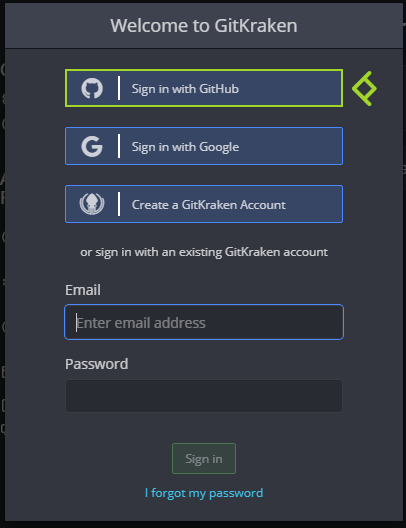 Welcome to GitKraken
Sign in with GitHub
Sign in with Google
Create a GitKraken Account
or sign in with an existing GitKraken account
Email
Enter email address
Password
Sign in
I forgot my password